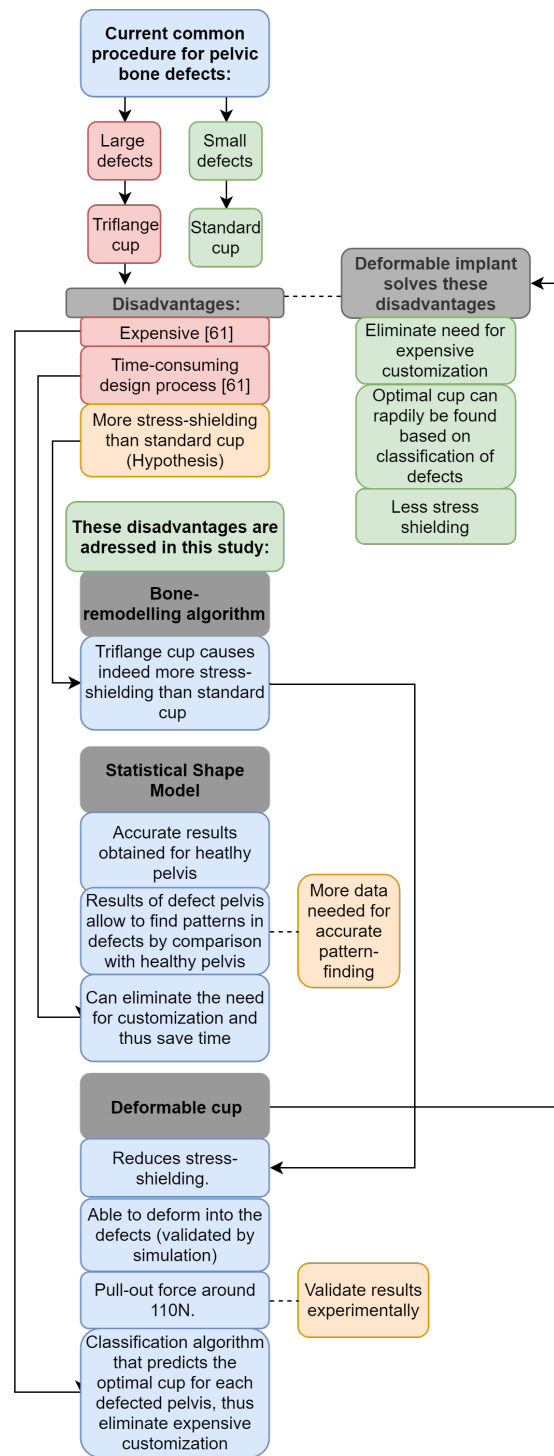 Current common
procedure for pelvic
bone defects:
Large
defects
Small
defects
Triflange
cup
Standard
cup
Disadvantages:
Expensive [61]
Time-consuming
design process [61]
More stress-shielding
than standard cup
(Hypothesis)
Deformable implant
solves these
disadvantages
Eliminate need for
expensive
customization
Optimal cup can
rapdily be found
based on
classification of
defects
Less stress
shielding
These disadvantages are
adressed in this study:
Bone-
remodelling algorithm
Triflange cup causes
indeed more stress-
shielding than standard
cup
Statistical Shape
Model
Accurate results
obtained for heatlhy
pelvis
Results of defect pelvis
allow to find patterns in
defects by comparison
with healthy pelvis
More data
needed for
accurate
pattern-
finding
Can eliminate the need
for customization and
thus save time
Deformable cup
Reduces stress-
shielding.
Able to deform into the
defects (validated by
simulation)
Pull-out force around
110N.
Validate results
experimentally
Classification algorithm
that predicts the
optimal cup for each
defected pelvis, thus
eliminate expensive
customization